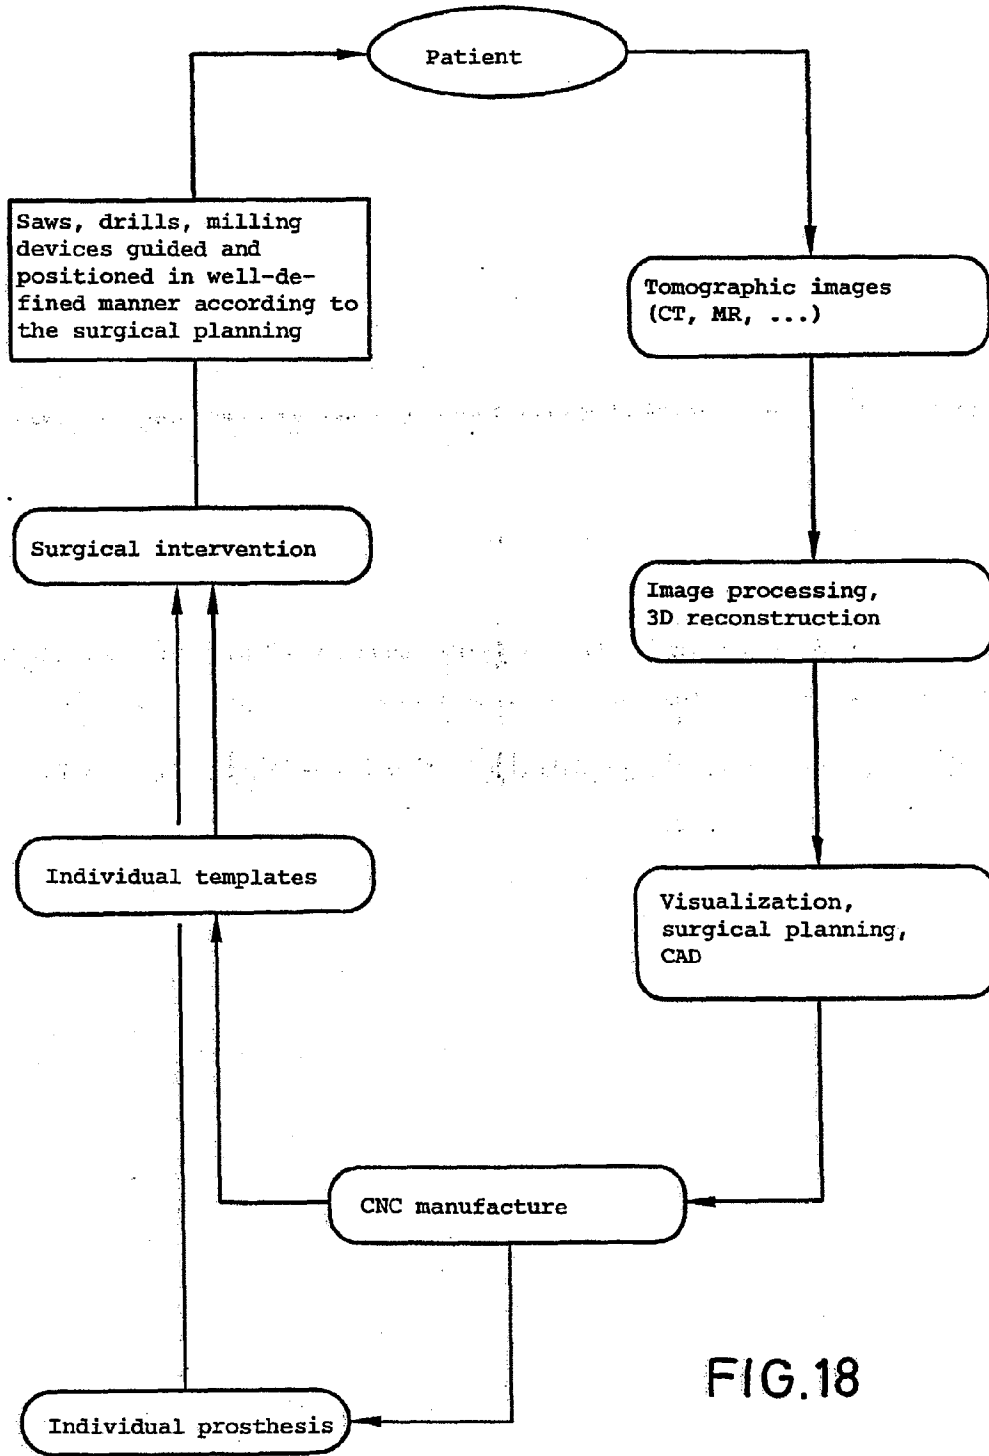 Patient
Saws, drills, milling
devices guided and
positioned in well-de-
fined manner according to
the surgical planning
Tomographic images
(CT, MR, ...)
Surgical intervention
Image processing,
3D reconstruction
Individual templates
Visualization,
surgical planning,
CAD
CNC manufacture
Individual prosthesis
FIG.18